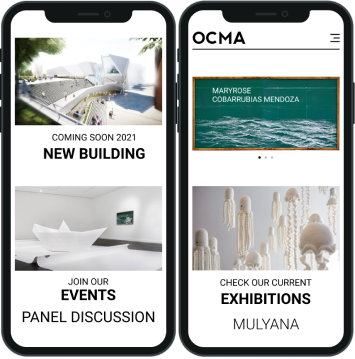 COMING SOON 2021
NEW BUILDING
JOIN OUR
EVENTS
PANEL DISCUSSION
OCMA
MARYROSE
COBARRUBIAS MENDOZA
CHECK OUR CURRENT
EXHIBITIONS
MULYANA